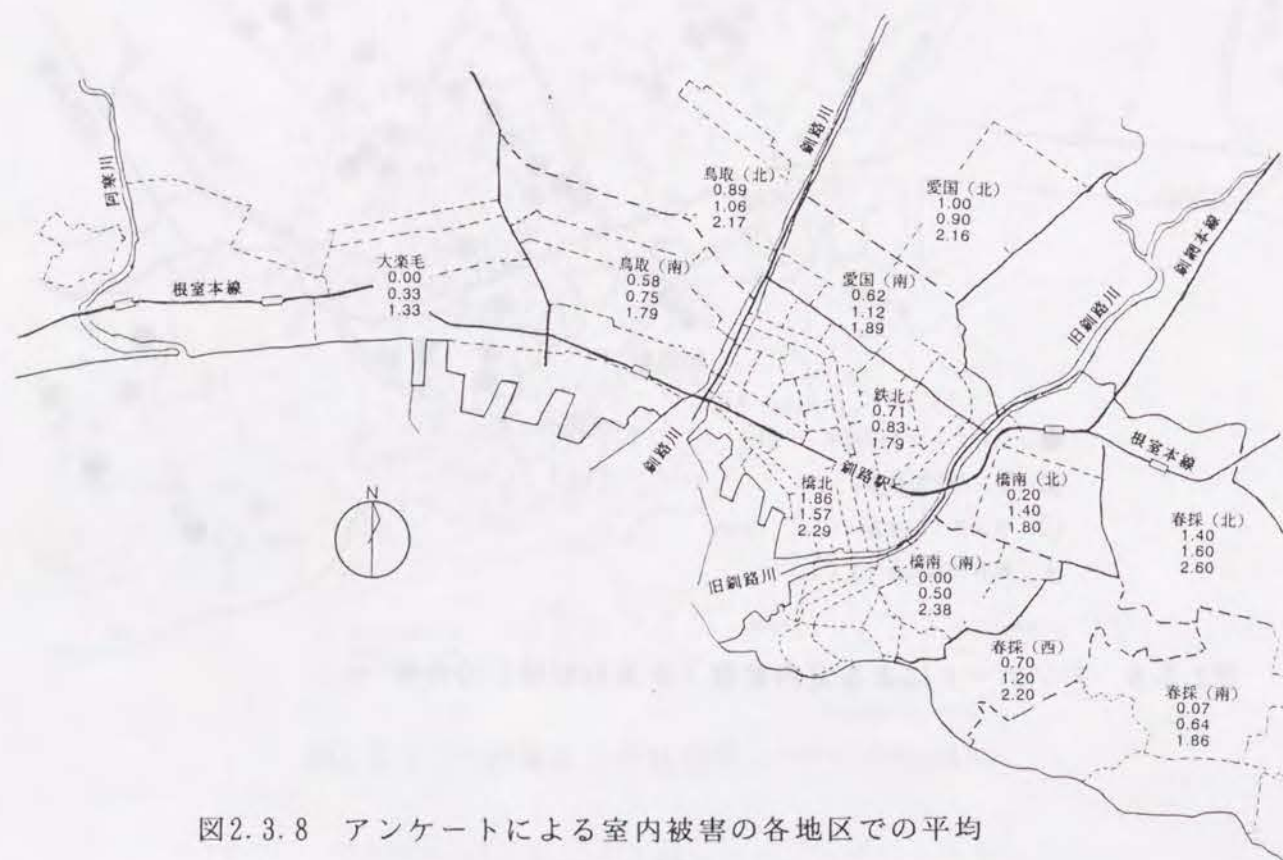 阿寒川
根室本線
大楽毛
0.00
0.33
1.33
鳥取（南）
0.58
0.75
1.79
鳥取（北）
0.89
1.06
2.17
釧路川
愛国（北）
1.00
0.90
2.16
愛国（南）
0.62
1.12
1.89
旧釧路川
釧網本線
鉄北
0.71
0.83
1.79
釧路川
釧路駅
根室本線
橋北
1.86
1.57
2.29
橋南（北）
0.20
1.40
1.80
春採（北）
1.40
1.60
2.60
N
旧釧路川
橋南（南）
0.00
0.50
2.38
春採（西）
0.70
1.20
2.20
春採（南）
0.07
0.64
1.86
図2.3.8 アンケートによる室内被害の各地区での平均